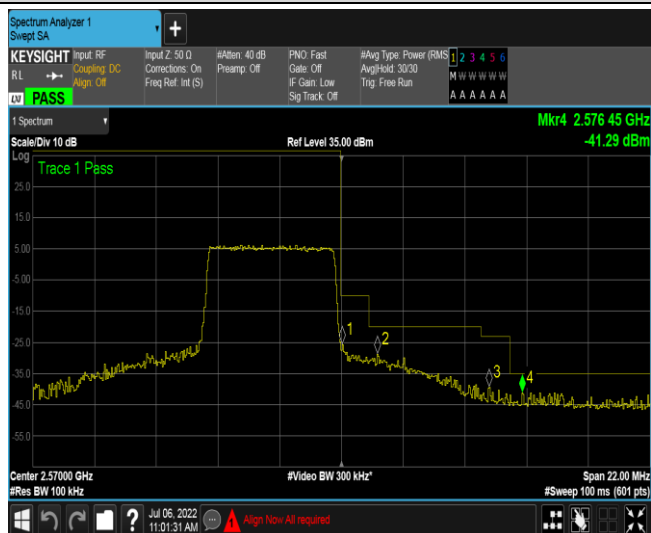 Spectrum Analyzer 1
Swept SA
+
KEYSIGHT Input: RF Input Z: 50 Ω #Atten: 40 dB PNO: Fast #Avg Type: Power (RMS 1 2 3 4 5 6
RL Coupling: DC Corrections: On Preamp: Off Gate: Off Avg|Hold: 30/30 M W W W W W
Align: Off Freq Ref: Int (S) IF Gain: Low Trig: Free Run
LXI PASS Sig Track: Off A A A A A A
1 Spectrum Mkr4 2.576 45 GHz
Scale/Div 10 dB Ref Level 35.00 dBm -41.29 dBm
Log
Trace 1 Pass
25.0
15.0
5.00
-5.00
-15.0
-25.0
-35.0
-45.0
-55.0
1
2
3
4
Center 2.57000 GHz #Video BW 300 kHz* Span 22.00 MHz
#Res BW 100 kHz #Sweep 100 ms (601 pts)
? Jul 06, 2022
11:01:31 AM 1 Align Now All required